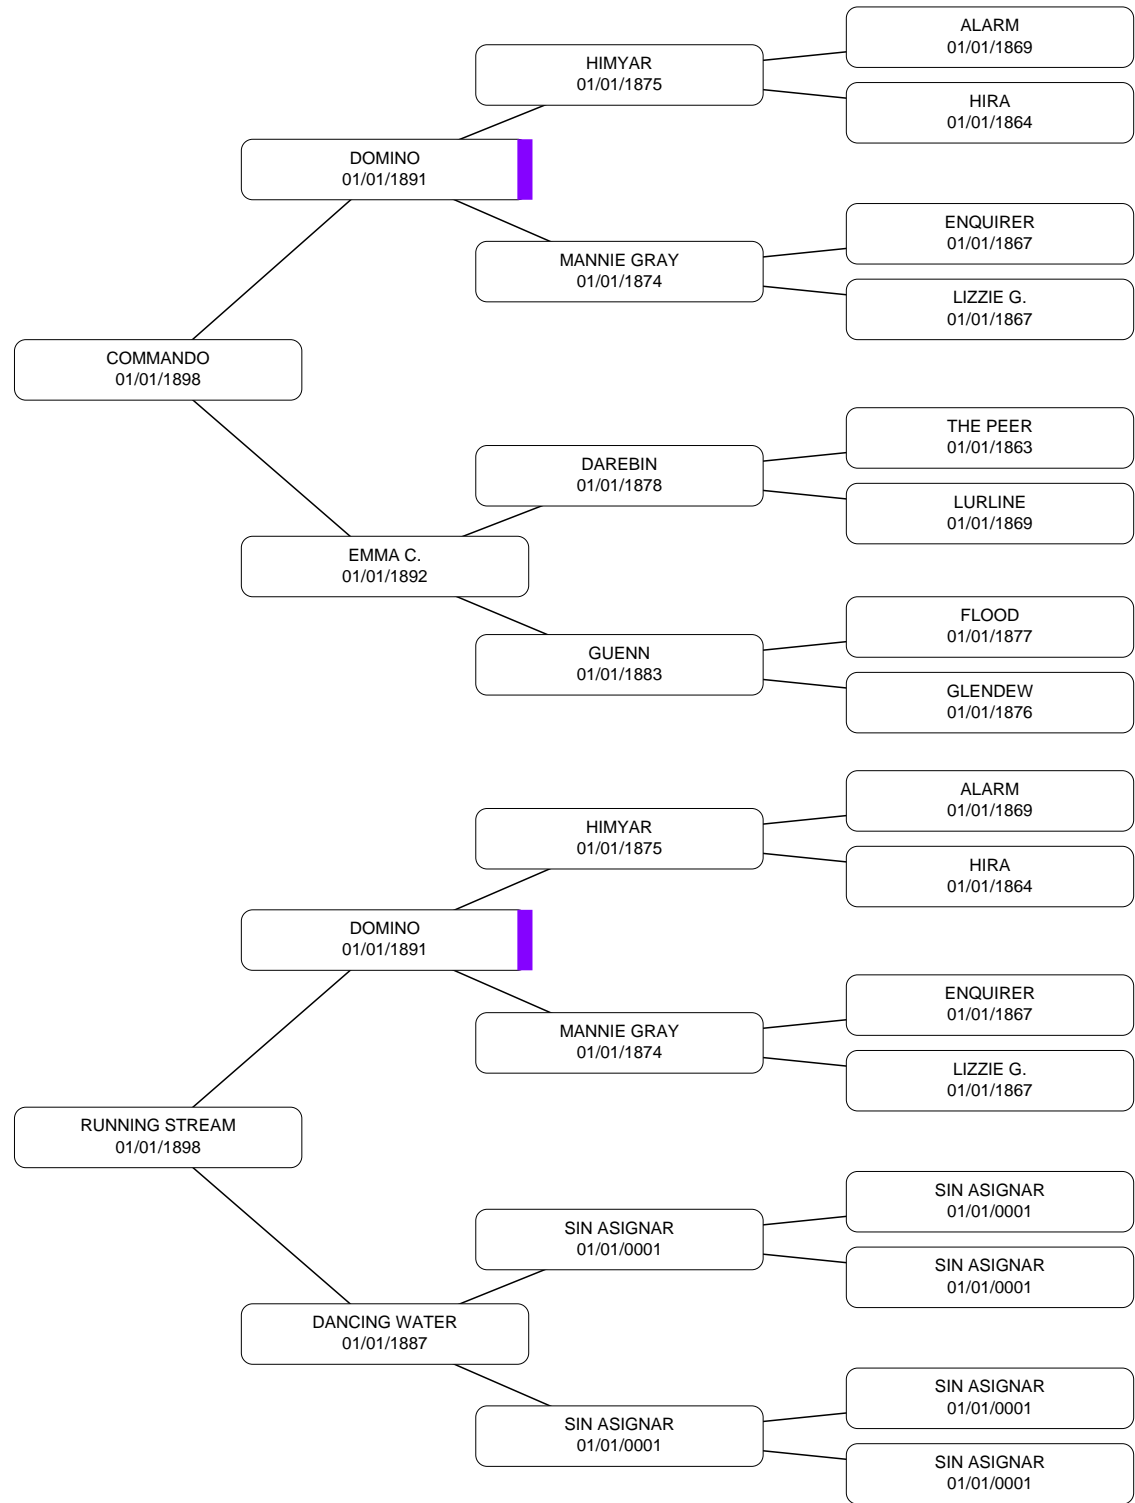 ALARM
01/01/1869
HIMYAR
01/01/1875
HIRA
01/01/1864
DOMINO
01/01/1891
ENQUIRER
01/01/1867
MANNIE GRAY
01/01/1874
LIZZIE G.
01/01/1867
COMMANDO
01/01/1898
THE PEER
01/01/1863
DAREBIN
01/01/1878
LURLINE
01/01/1869
EMMA C.
01/01/1892
FLOOD
01/01/1877
GUENN
01/01/1883
GLENDEW
01/01/1876
ALARM
01/01/1869
HIMYAR
01/01/1875
HIRA
01/01/1864
DOMINO
01/01/1891
ENQUIRER
01/01/1867
MANNIE GRAY
01/01/1874
LIZZIE G.
01/01/1867
RUNNING STREAM
01/01/1898
SIN ASIGNAR
01/01/0001
SIN ASIGNAR
01/01/0001
SIN ASIGNAR
01/01/0001
DANCING WATER
01/01/1887
SIN ASIGNAR
01/01/0001
SIN ASIGNAR
01/01/0001
SIN ASIGNAR
01/01/0001